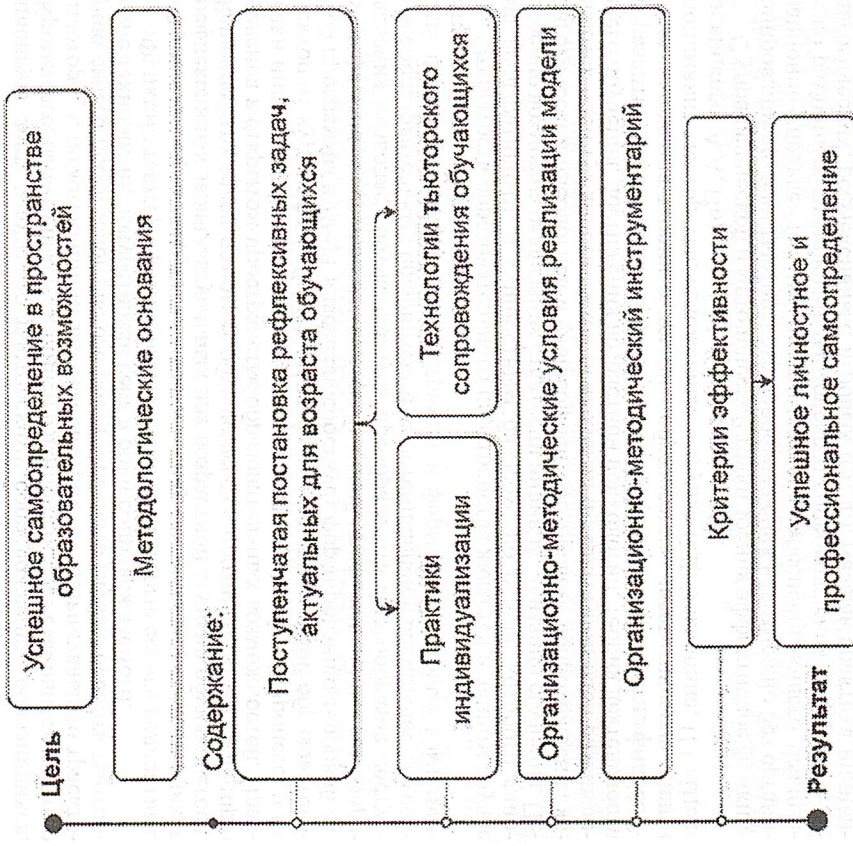 Цель
Успешное самоопределение в пространстве
образовательных возможностей
Методологические основания
Содержание:
Поступенчатая постановка рефлексивных задач,
актуальных для возраста обучающихся
Практики
индивидуализации
Технологии тьюторского
сопровождения обучающихся
Организационно-методические условия реализации модели
Организационно-методический инструментарий
Критерии эффективности
Результат
Успешное личностное и
профессиональное самоопределение